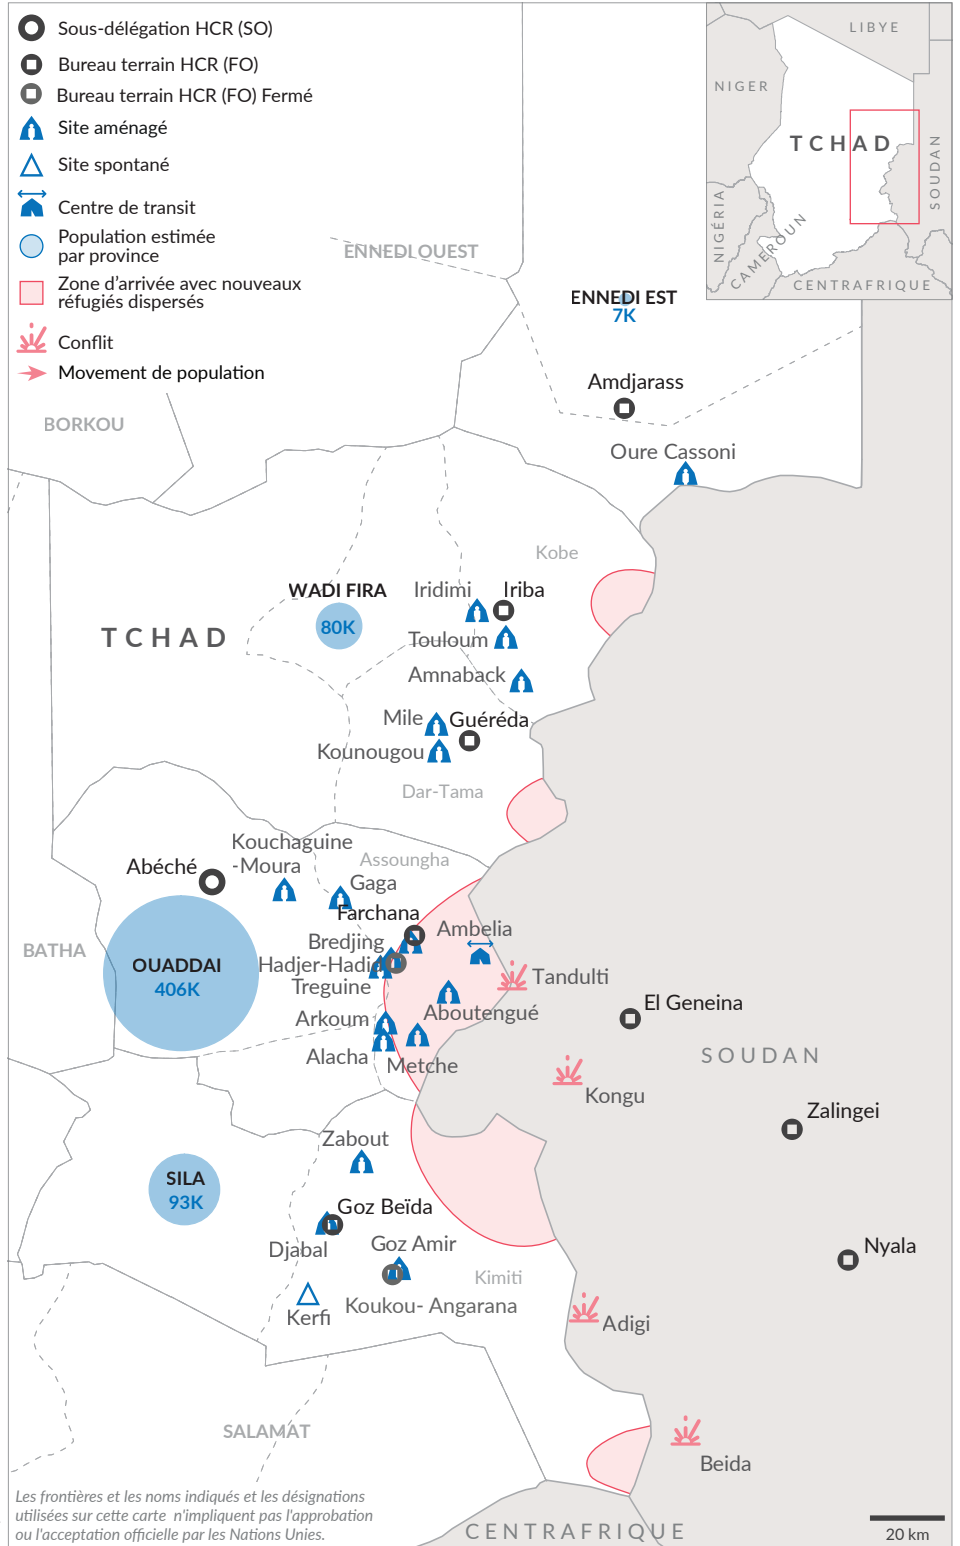 Sous-délégation HCR (SO)
Bureau terrain HCR (FO)
Bureau terrain HCR (FO) Fermé
Site aménagé
Site spontané
Centre de transit
Population estimée
par province
Zone d'arrivée avec nouveaux
réfugiés dispersés
Conflit
Movement de population
LIBYE
NIGER
TCHAD
SOUDAN
NIGÉRIA
CAMEROUN
CENTRAFRIQUE
ENNEDI OUEST
ENNEDI EST
7K
Amdjarass
BORKOU
Oure Cassoni
Kobe
WADI FIRA
80K
Iridimi
Iriba
TCHAD
Touloum
Amnaback
Mile
Guéréda
Kounougou
Dar-Tama
Kouchaguine
-Moura
Abéché
Assoungha
Gaga
Farchana
Ambelia
BATHA
Bredjing
OUADDAI
406K
Hadjer-Hadid
Treguine
Tandulti
Aboutengué
El Geneina
Arkoum
Alacha
Metche
SOUDAN
Kongu
Zalingei
Zabout
SILA
93K
Goz Beïda
Djabal
Goz Amir
Nyala
Kimiti
Koukou- Angarana
Kerfi
Adigi
SALAMAT
Beida
Les frontières et les noms indiqués et les désignations
utilisées sur cette carte n'impliquent pas l'approbation
ou l'acceptation officielle par les Nations Unies.
CENTRAFRIQUE
20 km